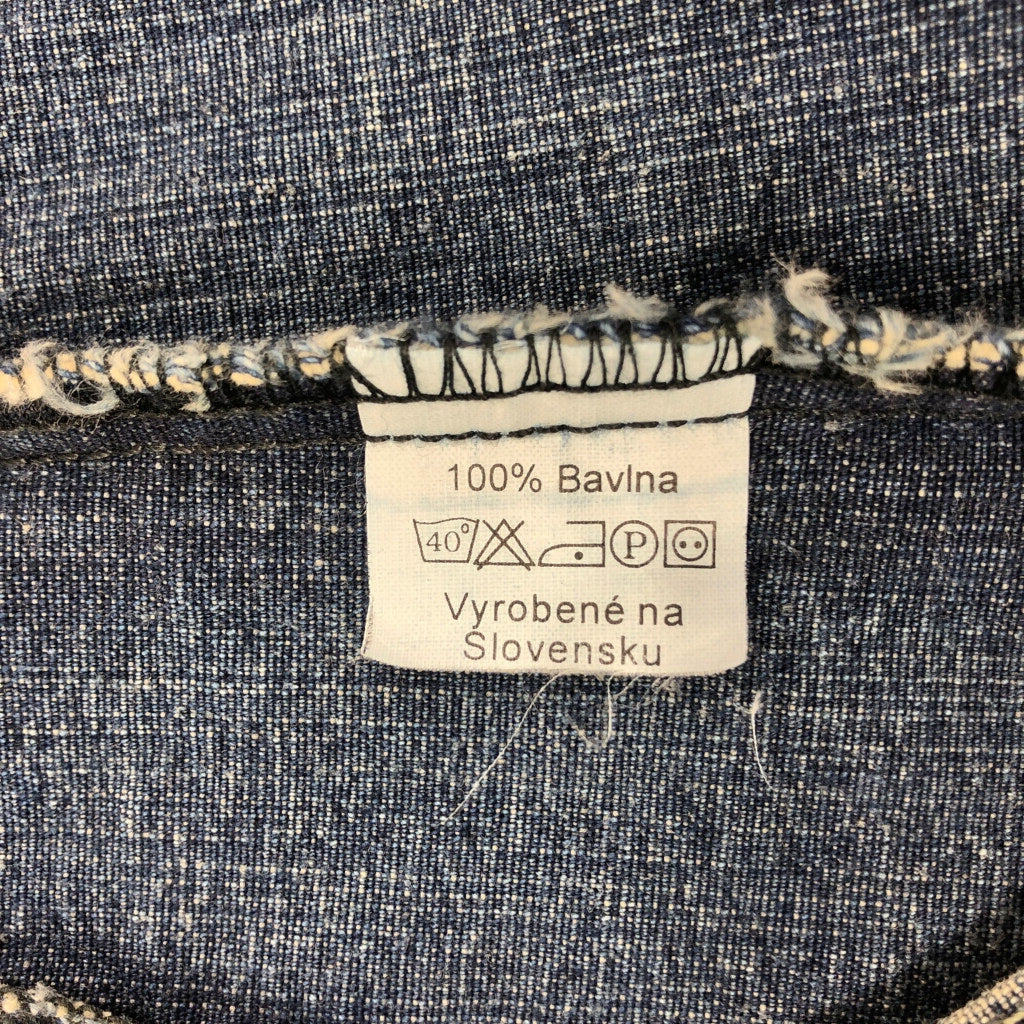 100% Bavlna
40° P
Vyrobené na
Slovensku